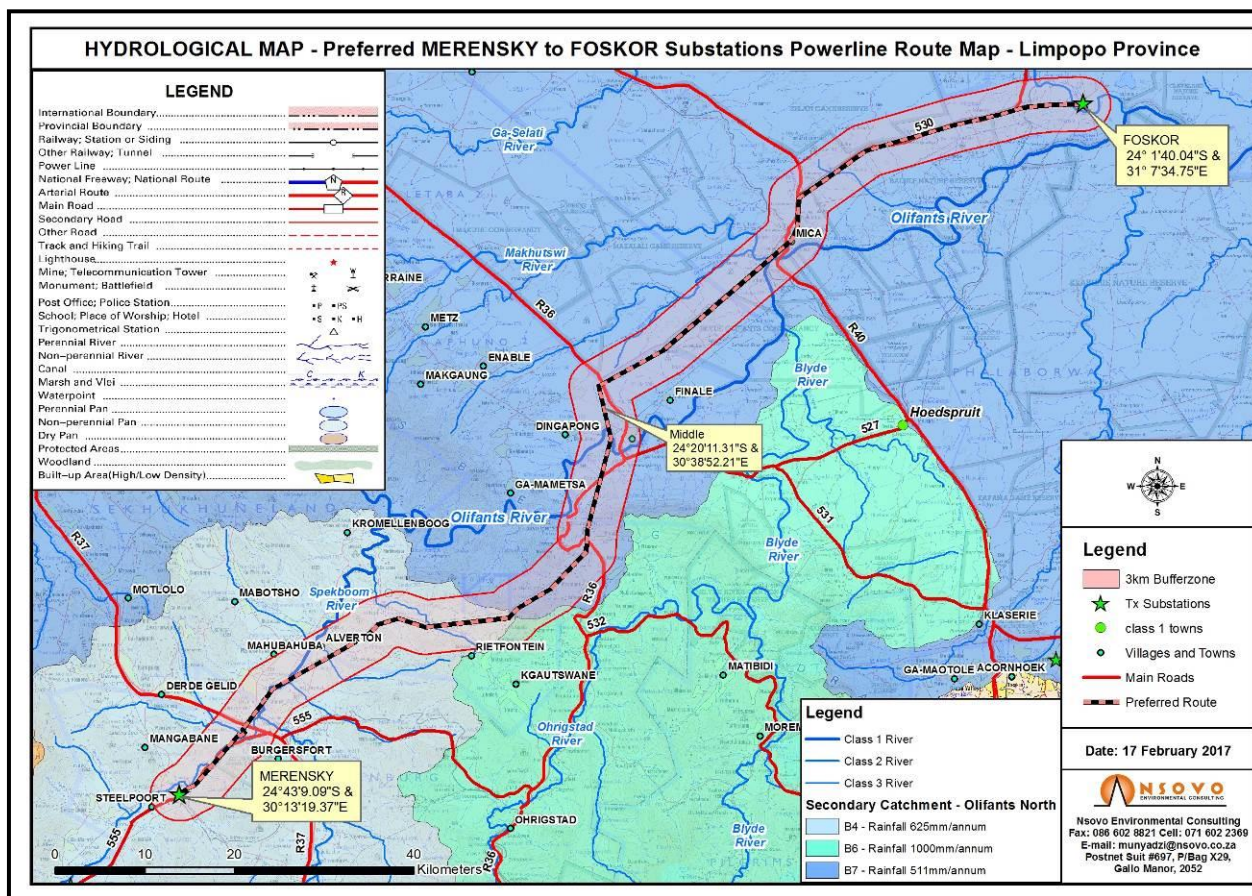 HYDROLOGICAL MAP - Preferred MERENSKY to FOSKOR Substations Powerline Route Map - Limpopo Province
LEGEND
International Boundary
Provincial Boundary
Railway; Station or Siding
Other Railway; Tunnel
Power Line
National Freeway; National Route
N
Arterial Route
R
Main Road
Secondary Road
Other Road
Track and Hiking Trail
Lighthouse
Mine; Telecommunication Tower
Monument; Battlefield
Post Office; Police Station
P PS
School; Place of Worship; Hotel
S K H
Trigonometrical Station
Perennial River
Non-perennial River
Canal
C K
Marsh and Vlei
Waterpoint
Perennial Pan
Non-perennial Pan
Dry Pan
Protected Areas
Woodland
Built-up Area(High/Low Density)
530
FOSKOR
24° 1'40.04"S &
31° 7'34.75"E
Ga-Selati
River
Olifants River
MICA
Makhutswi
River
RRAINE
R36
METZ
R40
ENABLE
MAKGAUNG
Blyde
River
FINALE
Hoedspruit
527
DINGAPONG
Middle
24°20'11.31"S &
30°38'52.21"E
GA-MAMETSA
SEKHUKHUNELAND
Olifants River
531
KROMELLENBOOG
R37
Blyde
River
MOTLOLO
MABOTSHO
Spekboom
River
R36
532
KLASERIE
ALVERTON
MAHUBAHUBA
RIETFONTEIN
MATIBIDI
GA-MAOTOLE
ACORNHOEK
KGAUTSWANE
DERDE GELID
555
Ohrigstad
River
MOREM
MANGABANE
BURGERSFORT
MERENSKY
24°43'9.09"S &
30°13'19.37"E
STEELPOORT
555
R37
OHRIGSTAD
R36
Blyde
River
PILGRIMS
0 10 20 40
Kilometers
Legend
Class 1 River
Class 2 River
Class 3 River
Secondary Catchment - Olifants North
B4 - Rainfall 625mm/annum
B6 - Rainfall 1000mm/annum
B7 - Rainfall 511mm/annum
N
W E
S
Legend
3km Bufferzone
Tx Substations
class 1 towns
Villages and Towns
Main Roads
Preferred Route
Date: 17 February 2017
NSOVO
ENVIRONMENTAL CONSULTING
Nsovo Environmental Consulting
Fax: 086 602 8821 Cell: 071 602 2369
E-mail: munyadzi@nsovo.co.za
Postnet Suit #697, P/Bag X29,
Gallo Manor, 2052